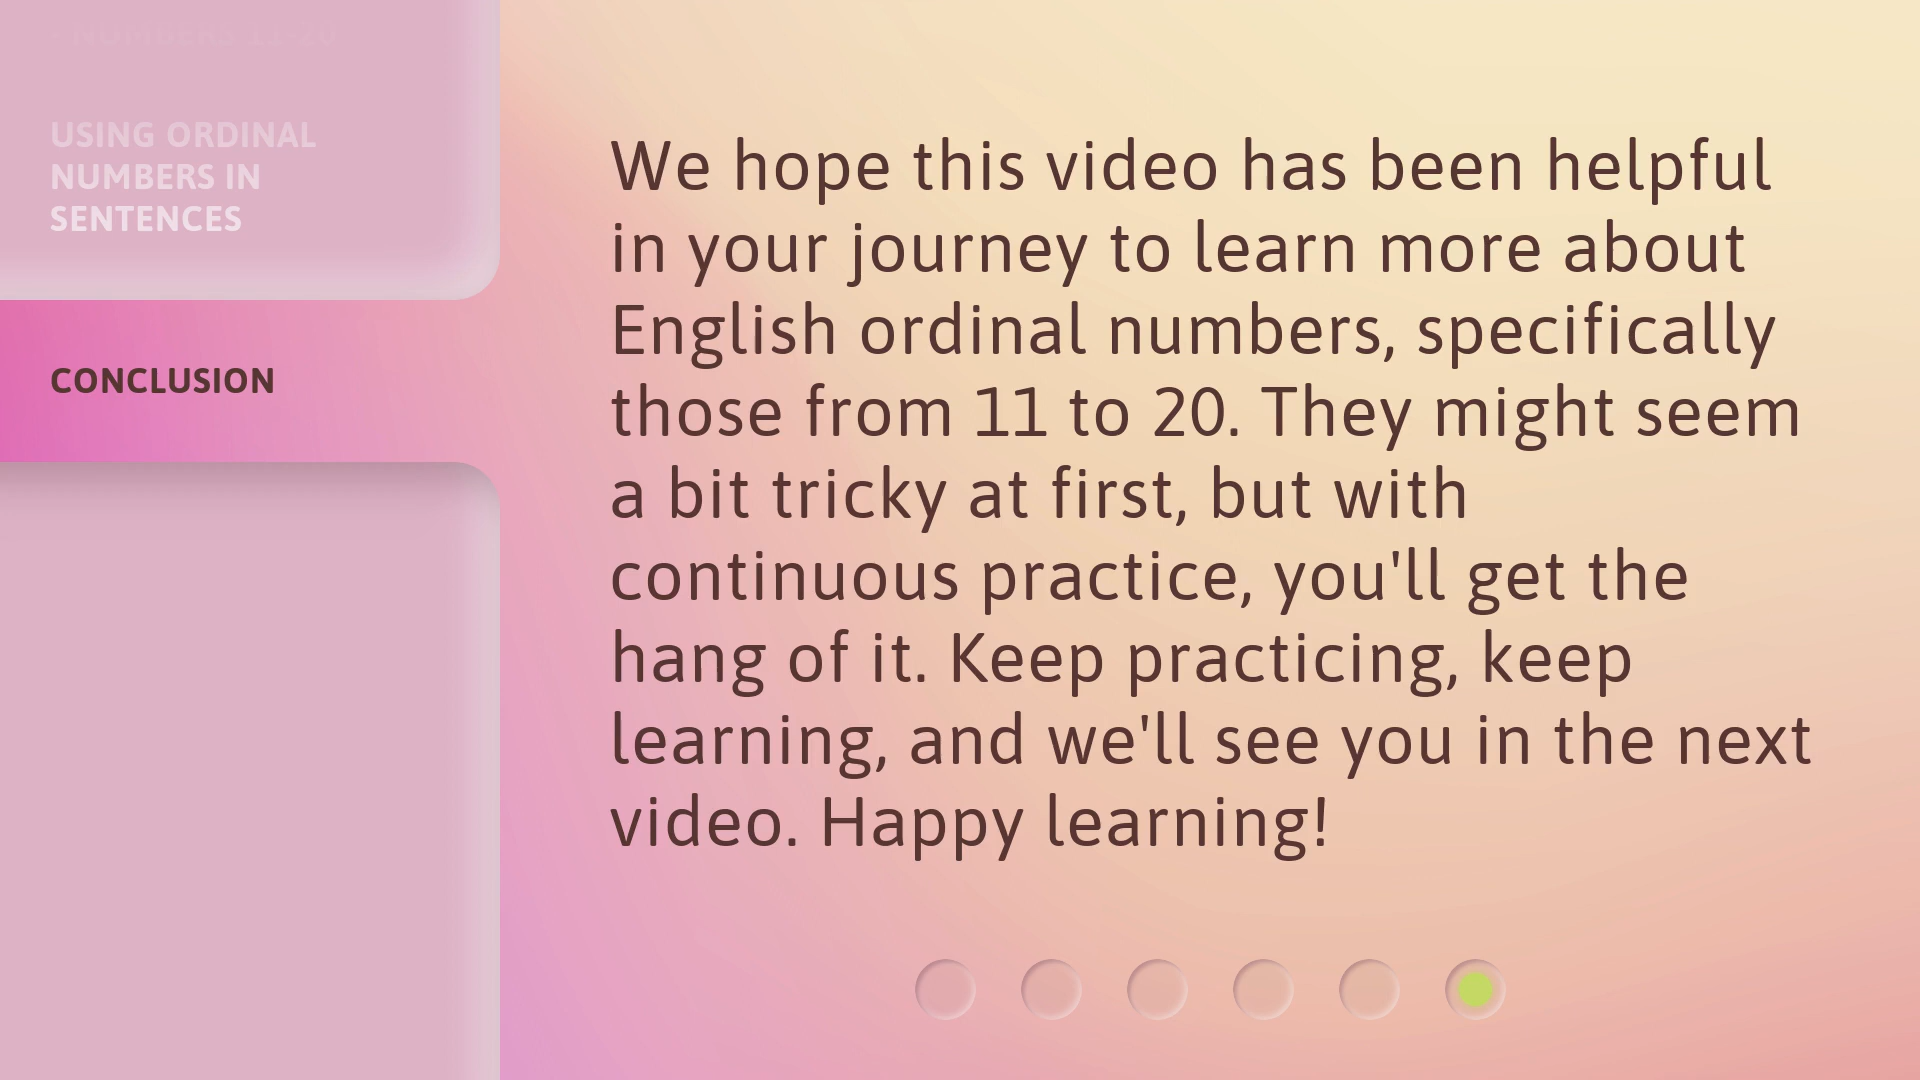 - NUMBERS 11-20
USING ORDINAL
NUMBERS IN
SENTENCES
CONCLUSION
We hope this video has been helpful
in your journey to learn more about
English ordinal numbers, specifically
those from 11 to 20. They might seem
a bit tricky at first, but with
continuous practice, you'll get the
hang of it. Keep practicing, keep
learning, and we'll see you in the next
video. Happy learning!